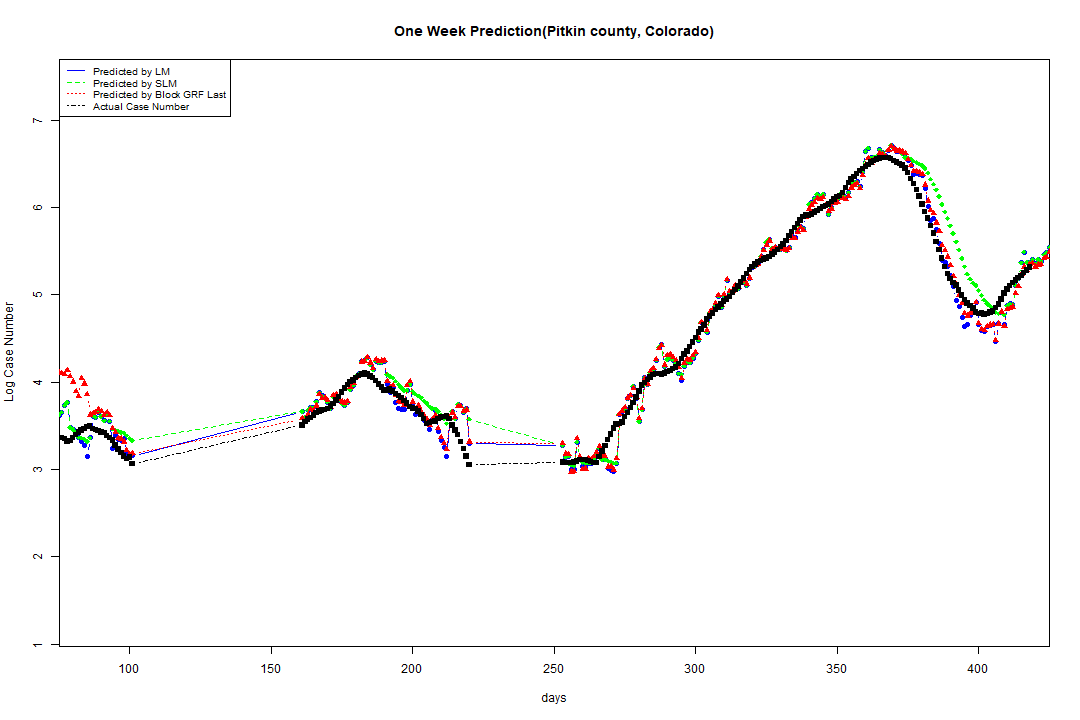 One Week Prediction(Pitkin county, Colorado)
Predicted by LM
Predicted by SLM
Predicted by Block GRF Last
Actual Case Number
7
6
5
4
3
2
1
Log Case Number
100 150 200 250 300 350 400
days